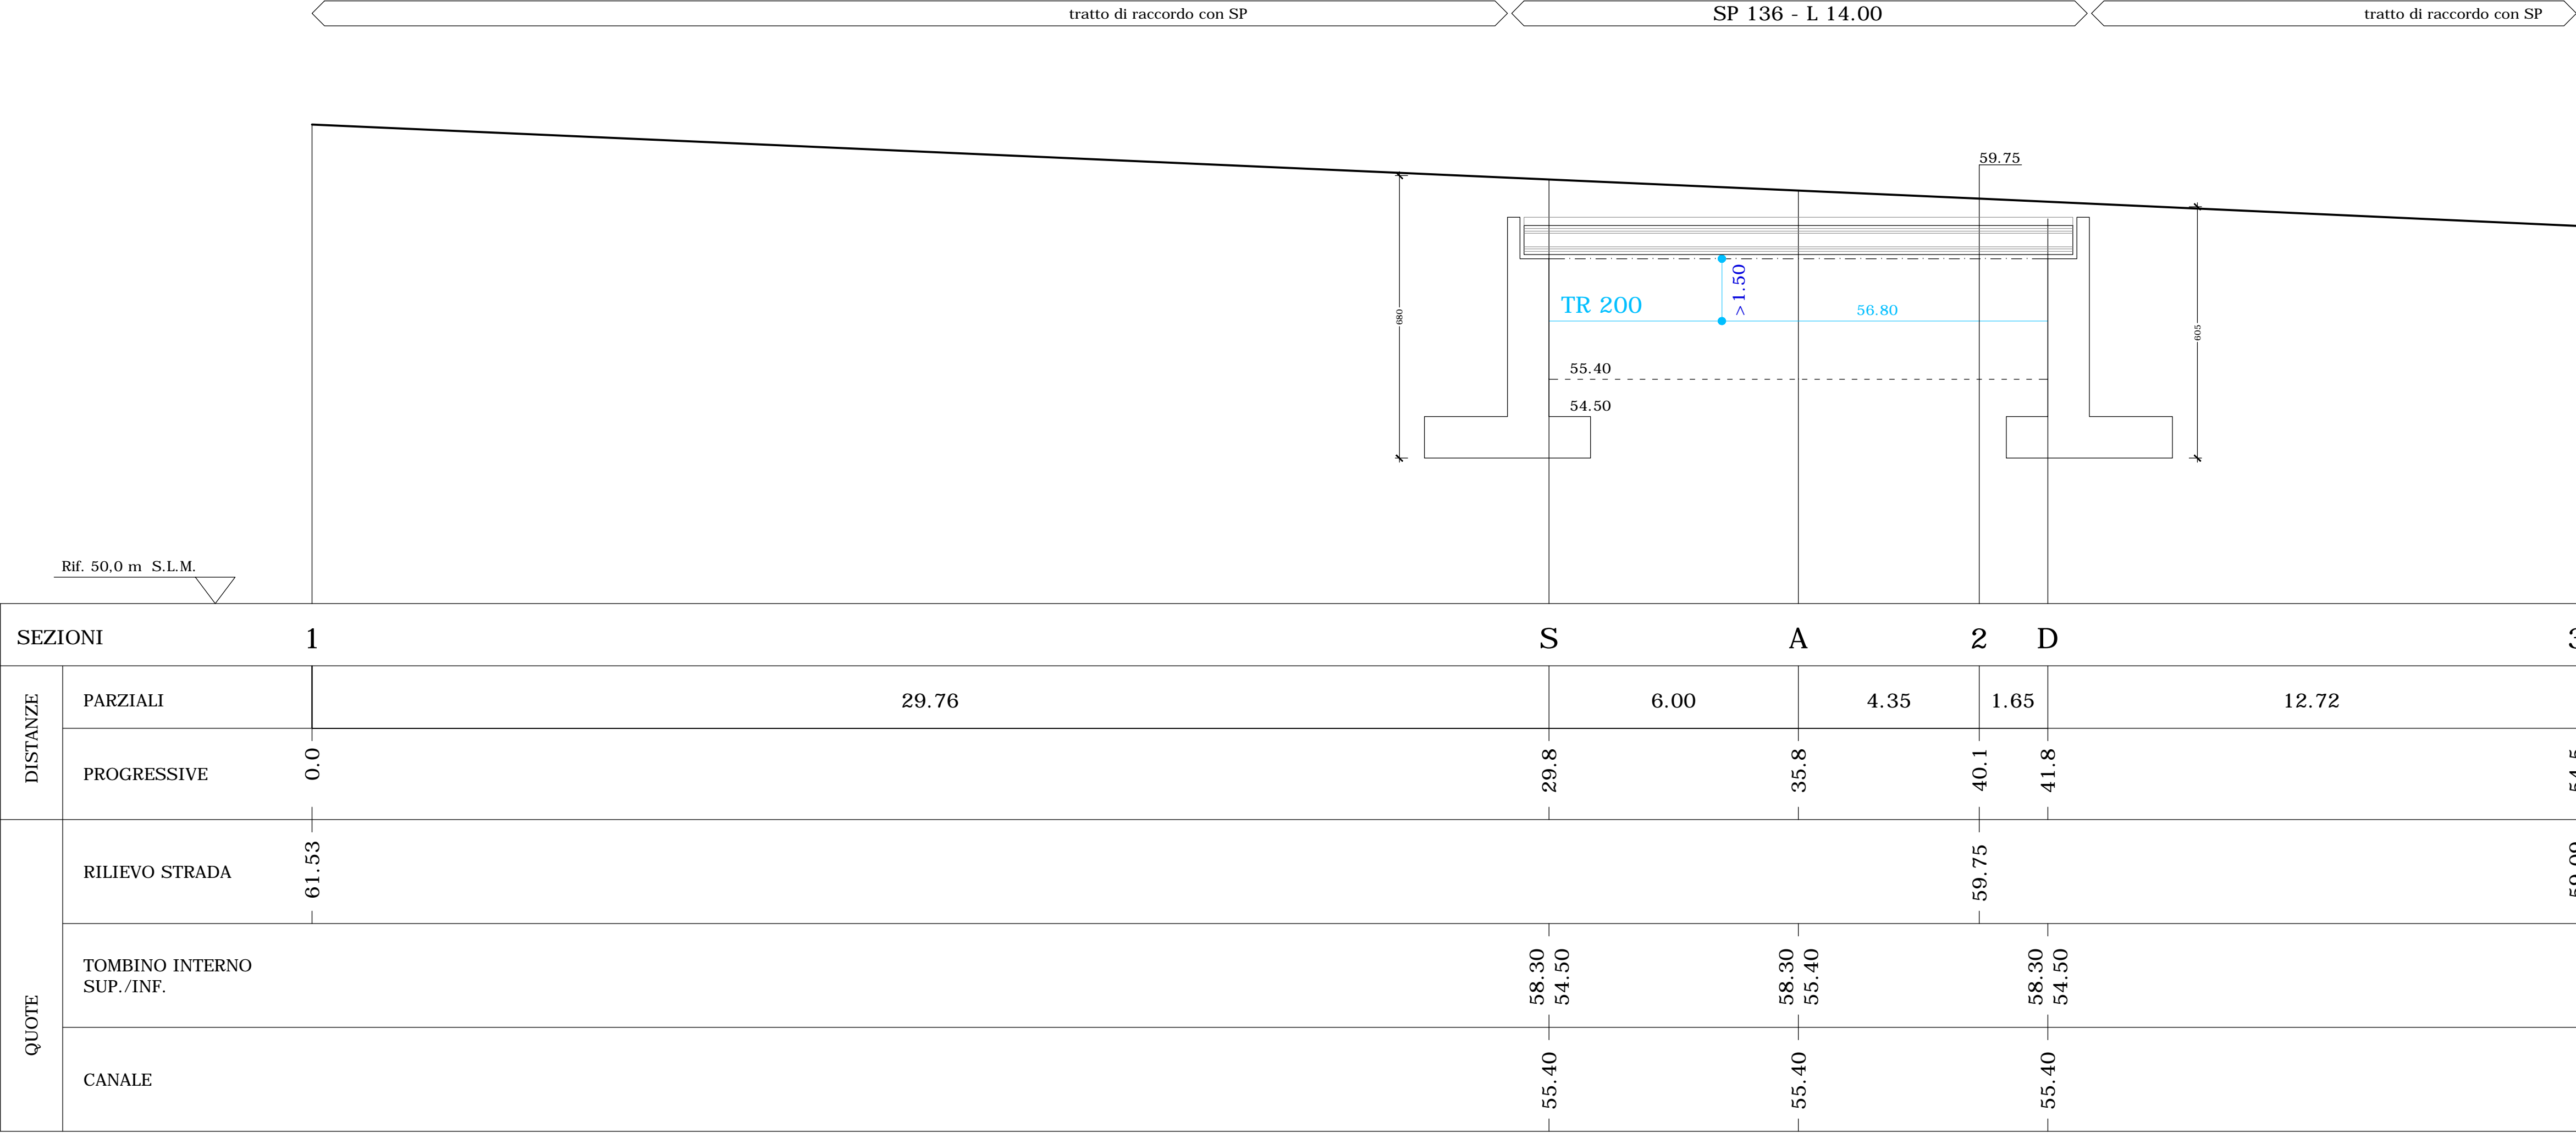 tratto di raccordo con SP
SP 136 - L 14.00
tratto di raccordo con SP
59.75
>1.50
TR 200
56.80
680
605
55.40
54.50
Rif. 50,0 m S.L.M.
SEZIONI
1
S
A
2
D
DISTANZE
PARZIALI
29.76
6.00
4.35
1.65
12.72
PROGRESSIVE
0.0
29.8
35.8
40.1
41.8
QUOTE
RILIEVO STRADA
61.53
59.75
TOMBINO INTERNO
SUP./INF.
58.30
54.50
58.30
55.40
58.30
54.50
CANALE
55.40
55.40
55.40